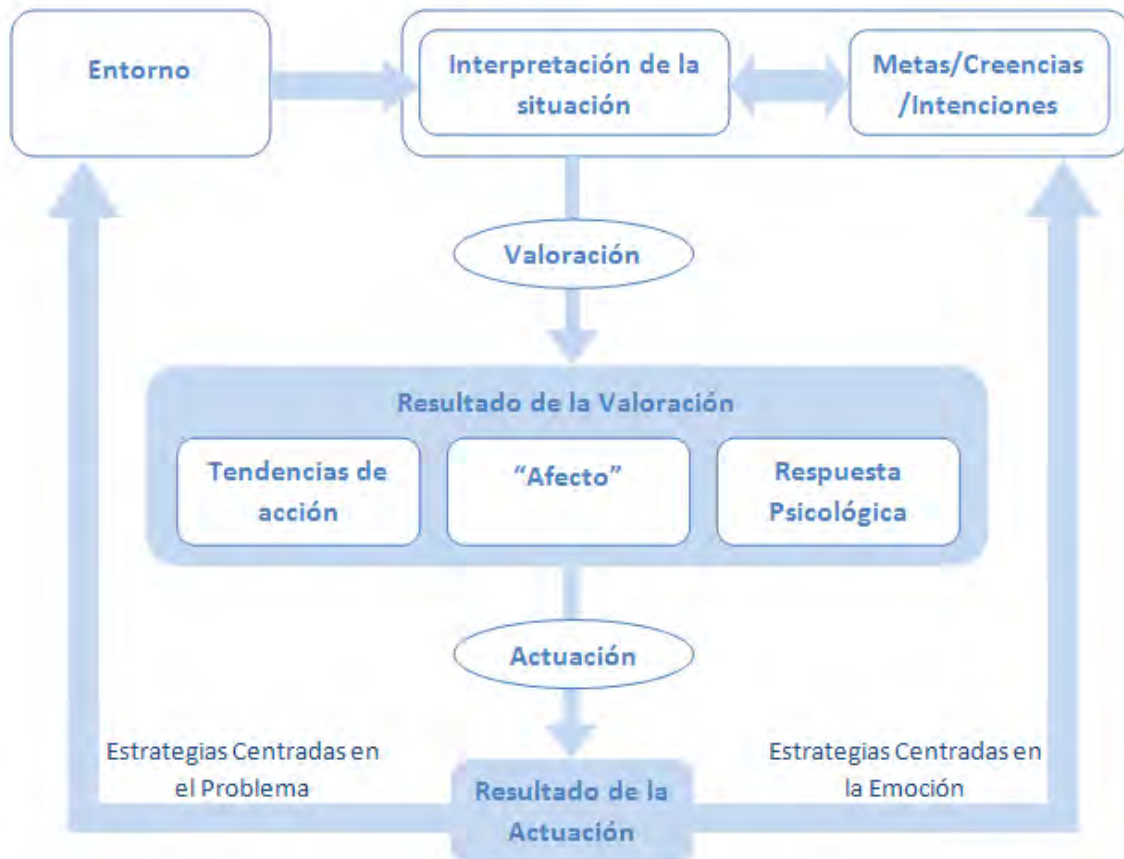 Entorno
Interpretación de la
situación
Metas/Creencias
/Intenciones
Valoración
Resultado de la Valoración
Tendencias de
acción
“Afecto”
Respuesta
Psicológica
Actuación
Estrategias Centradas en
el Problema
Estrategias Centradas en
la Emoción
Resultado de la
Actuación